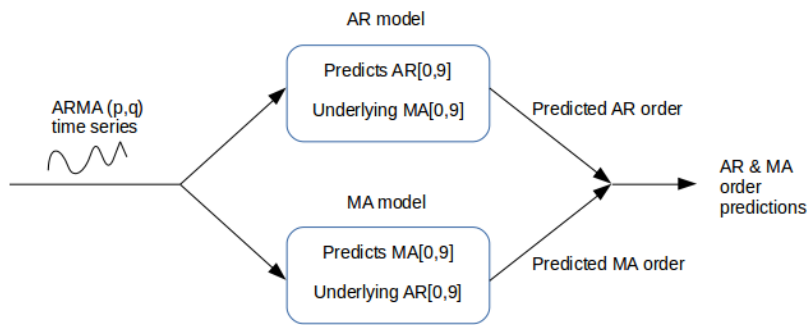 AR model
Predicts AR[0,9]
Underlying MA[0,9]
ARMA (p,q)
time series
Predicted AR order
AR & MA
order
predictions
MA model
Predicts MA[0,9]
Underlying AR[0,9]
Predicted MA order